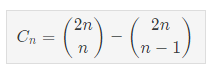 $C_n = \binom{2n}{n} - \binom{2n}{n-1}$